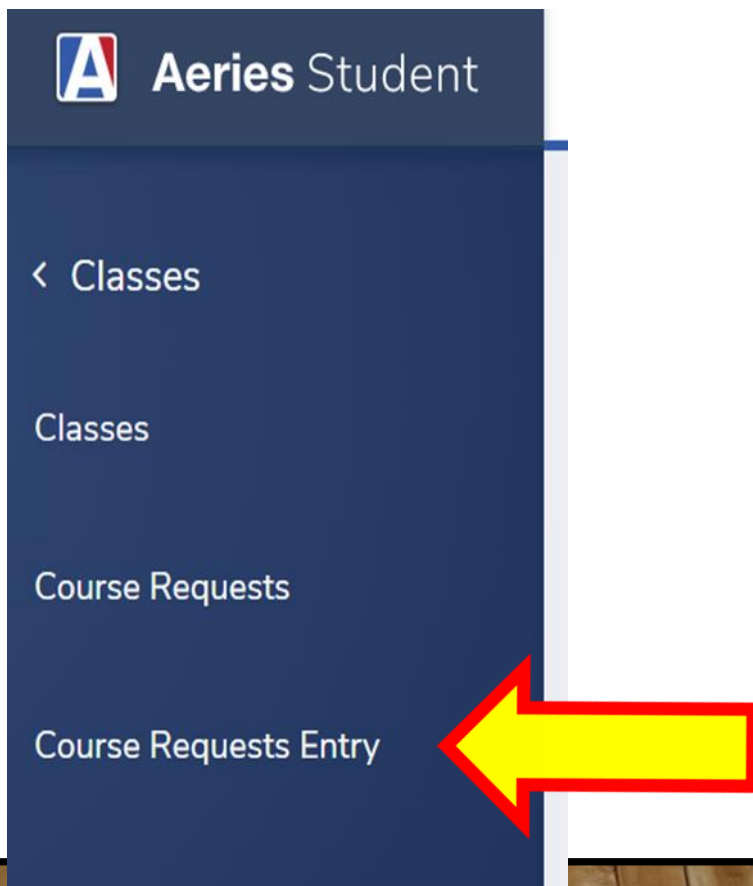 A Aeries Student
< Classes
Classes
Course Requests
Course Requests Entry